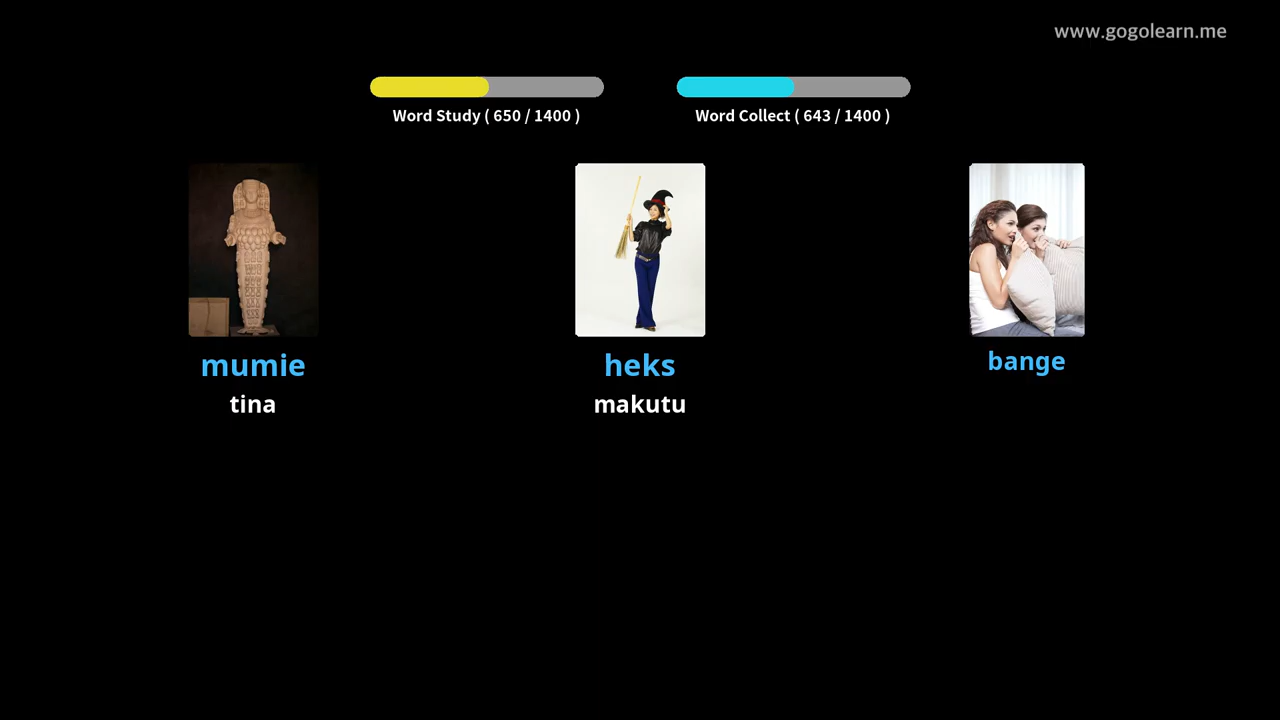 www.gogolearn.me
Word Study ( 650 / 1400 )
Word Collect ( 643 / 1400 )
mumie
tina
heks
makutu
bange